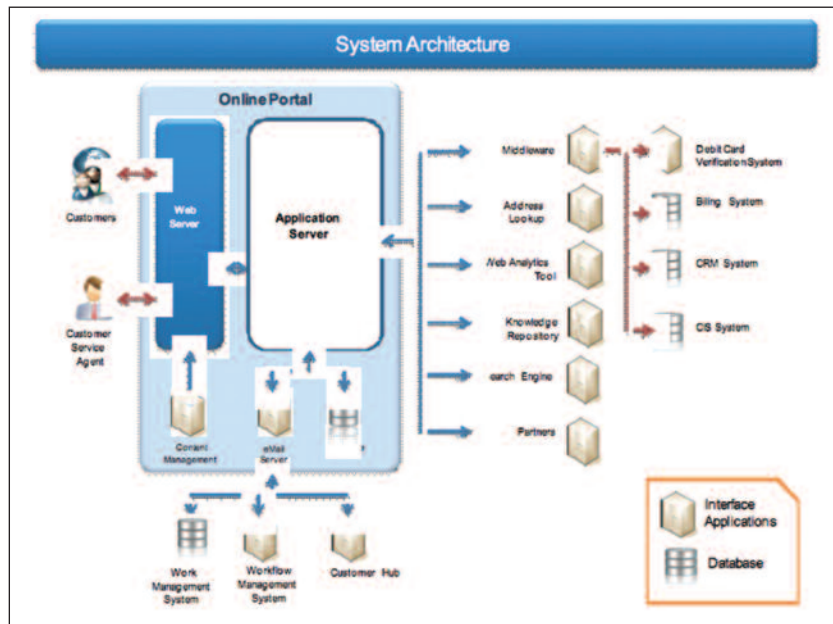 System Architecture
Online Portal
Customers
Web
Server
Application
Server
Customer
Service
Agent
Content
Management
eMail
Server
Middleware
Address
Lookup
Web Analytics
Tool
Knowledge
Repository
earch Engine
Partners
Debit Card
Verification System
Biling System
CRM System
CIS System
Work
Management
System
Workflow
Management
System
Customer Hub
Interface
Applications
Database